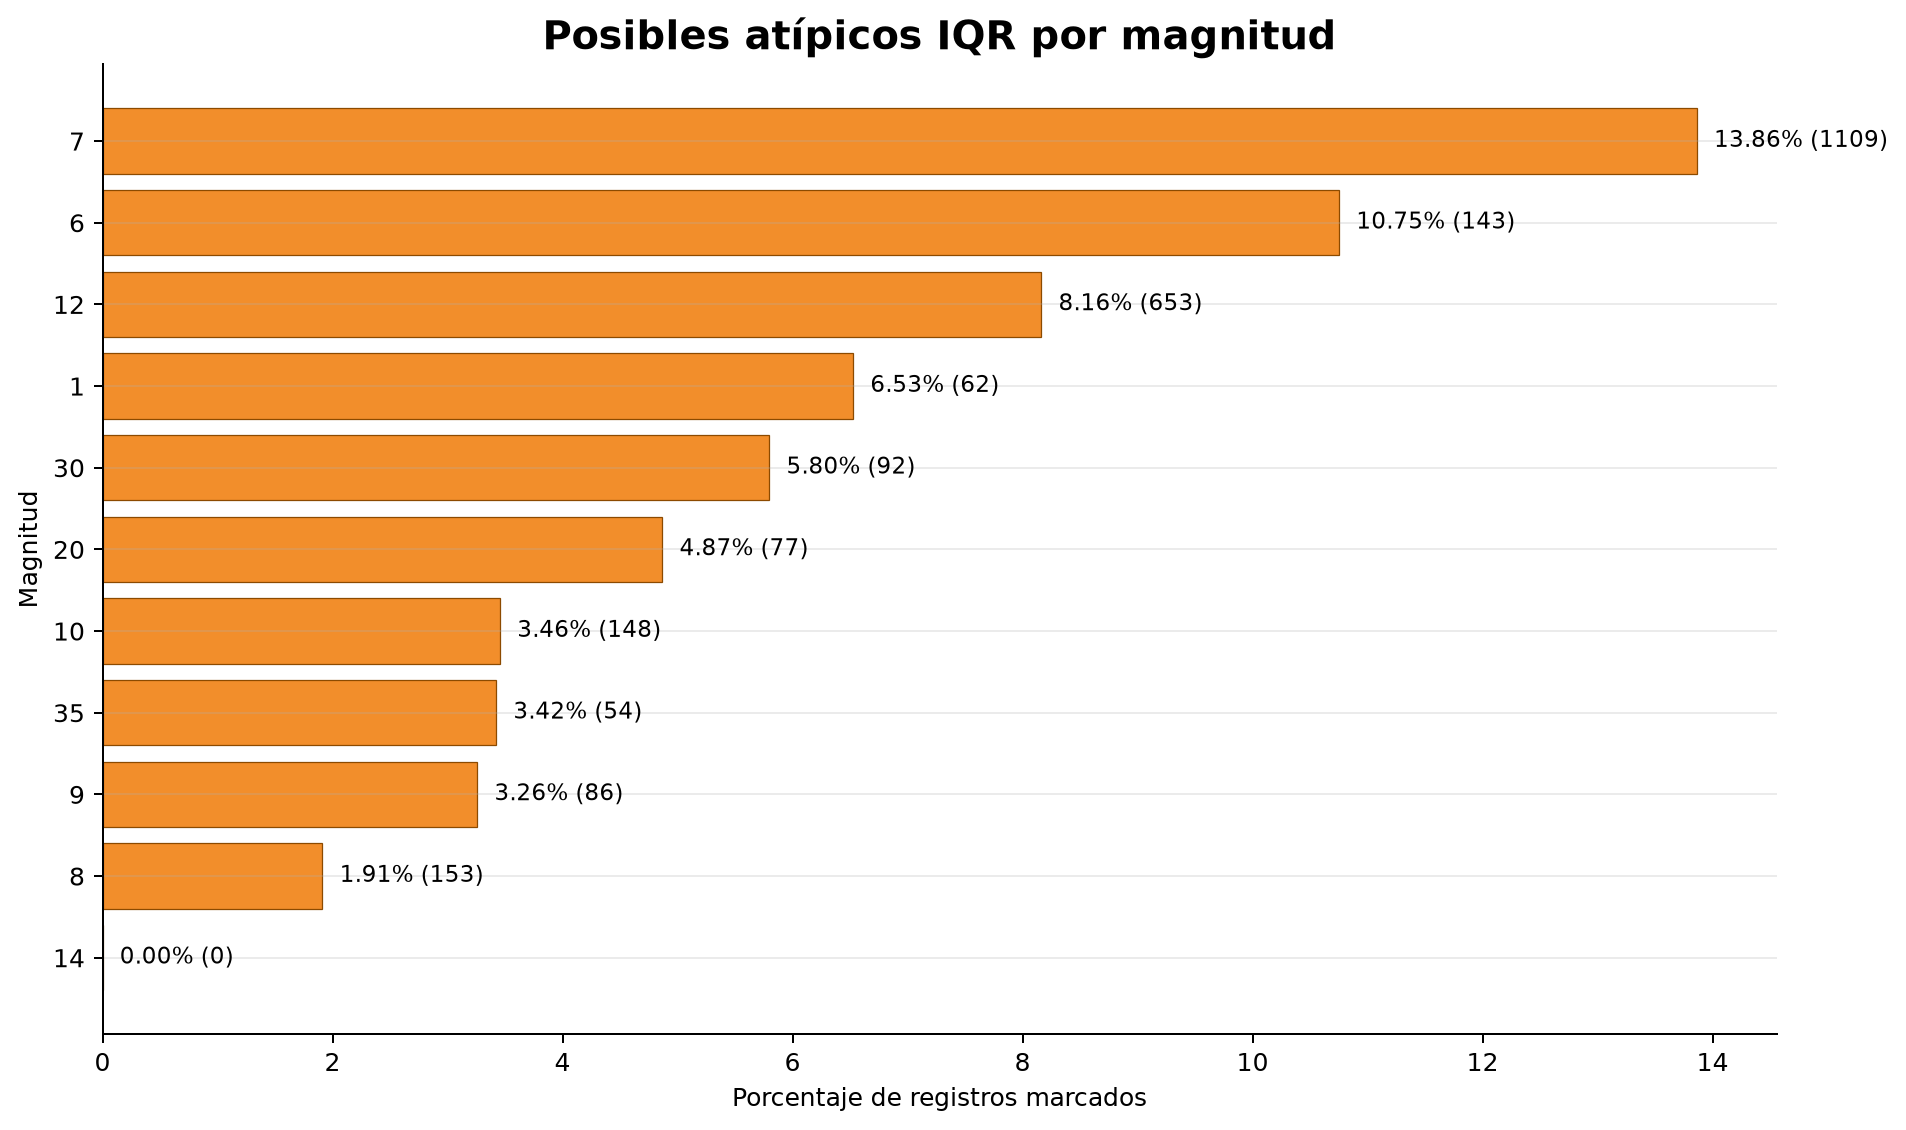 Posibles atípicos IQR por magnitud
7 13.86% (1109)
6 10.75% (143)
12 8.16% (653)
1 6.53% (62)
30 5.80% (92)
20 4.87% (77)
10 3.46% (148)
35 3.42% (54)
9 3.26% (86)
8 1.91% (153)
14 0.00% (0)
Magnitud
0 2 4 6 8 10 12 14
Porcentaje de registros marcados